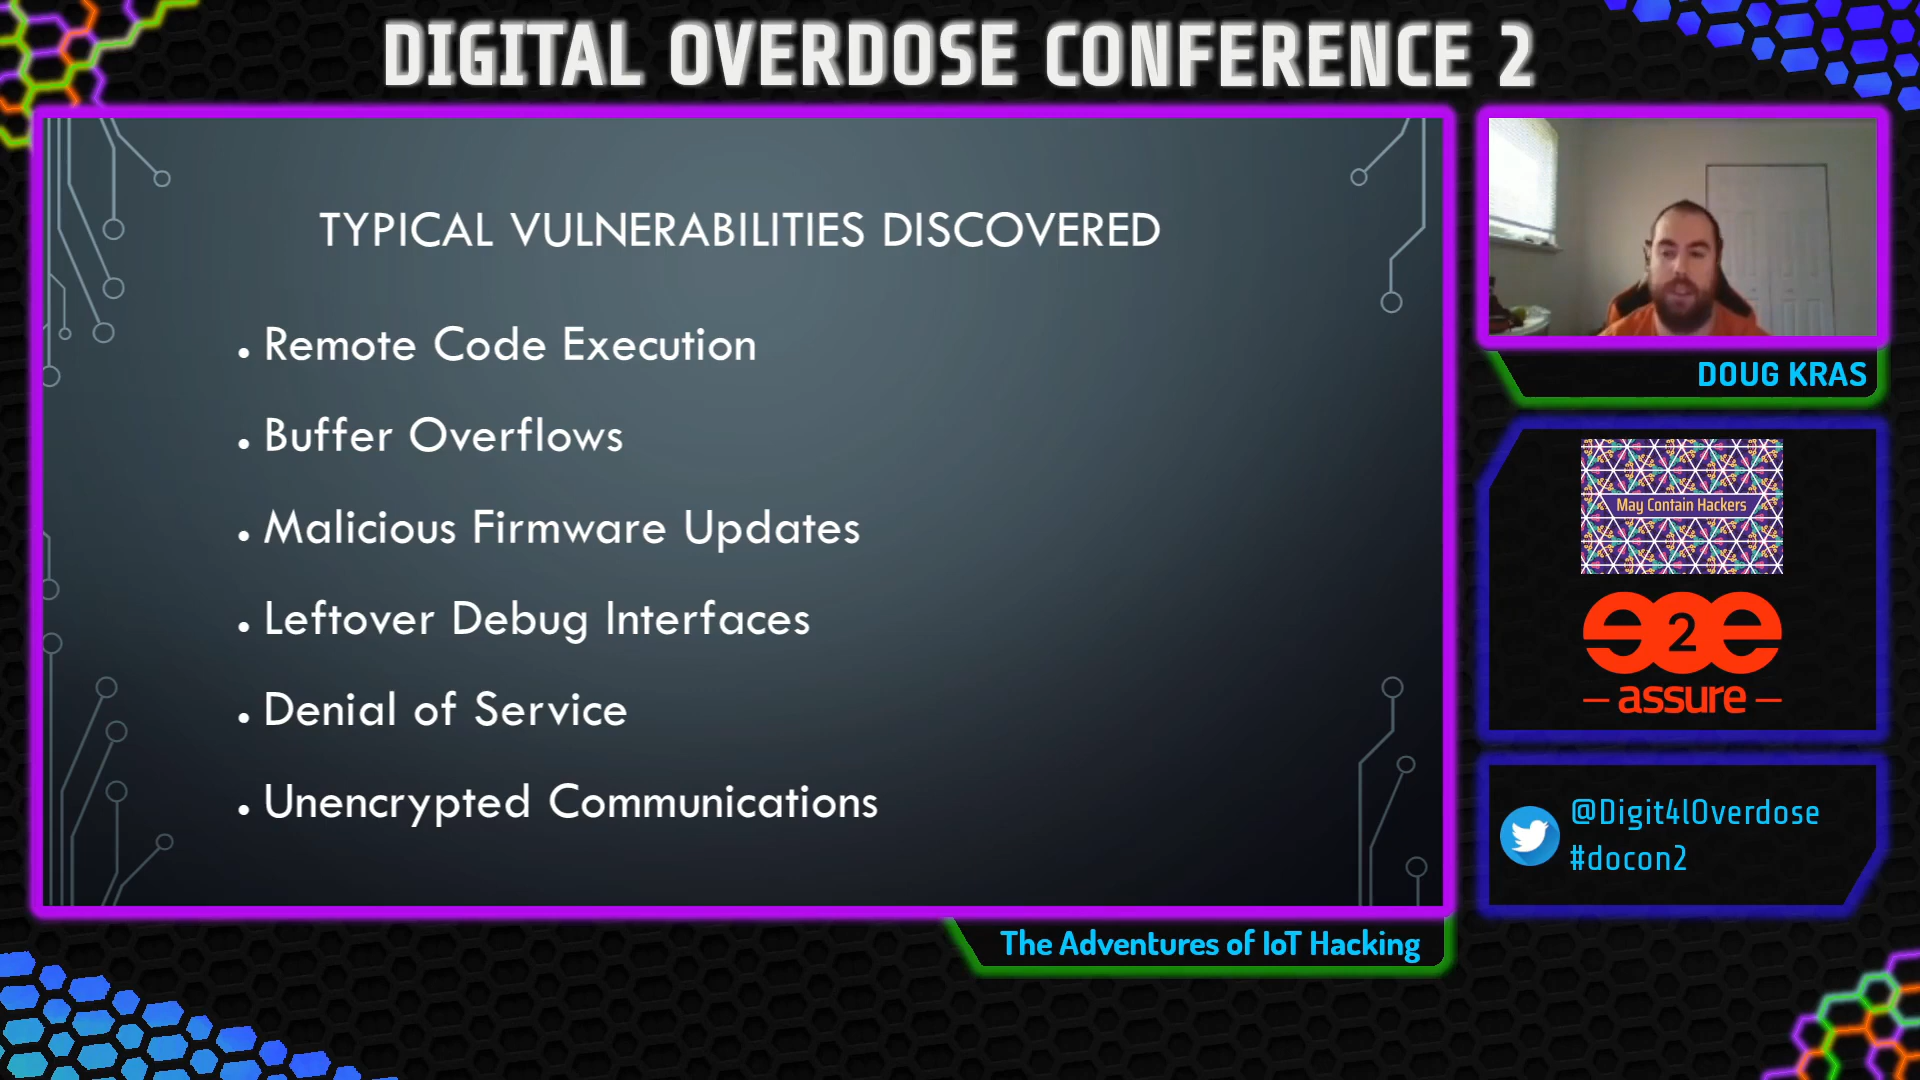 DIGITAL OVERDOSE CONFERENCE 2
TYPICAL VULNERABILITIES DISCOVERED
• Remote Code Execution
• Buffer Overflows
• Malicious Firmware Updates
• Leftover Debug Interfaces
• Denial of Service
• Unencrypted Communications
DOUG KRAS
May Contain Hackers
e2e
assure
@Digit4lOverdose
#docon2
The Adventures of IoT Hacking